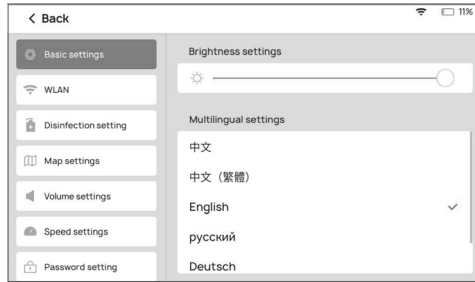 Back
11%
Basic settings
WLAN
Disinfection setting
Map settings
Volume settings
Speed settings
Password setting
Brightness settings
Multilingual settings
中文
中文（繁體）
English
русский
Deutsch